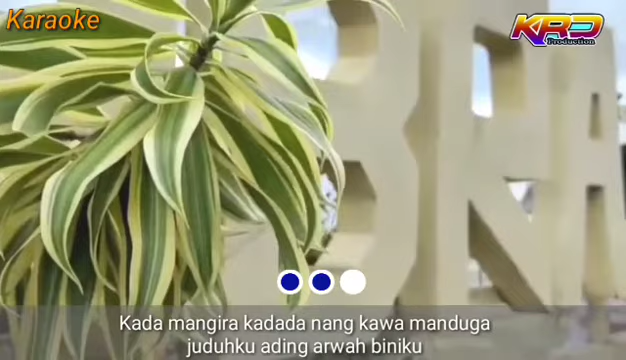 Karaoke
KRD
Production
Kada mangira kadada nang kawa manduga
juduhku ading arwah biniku